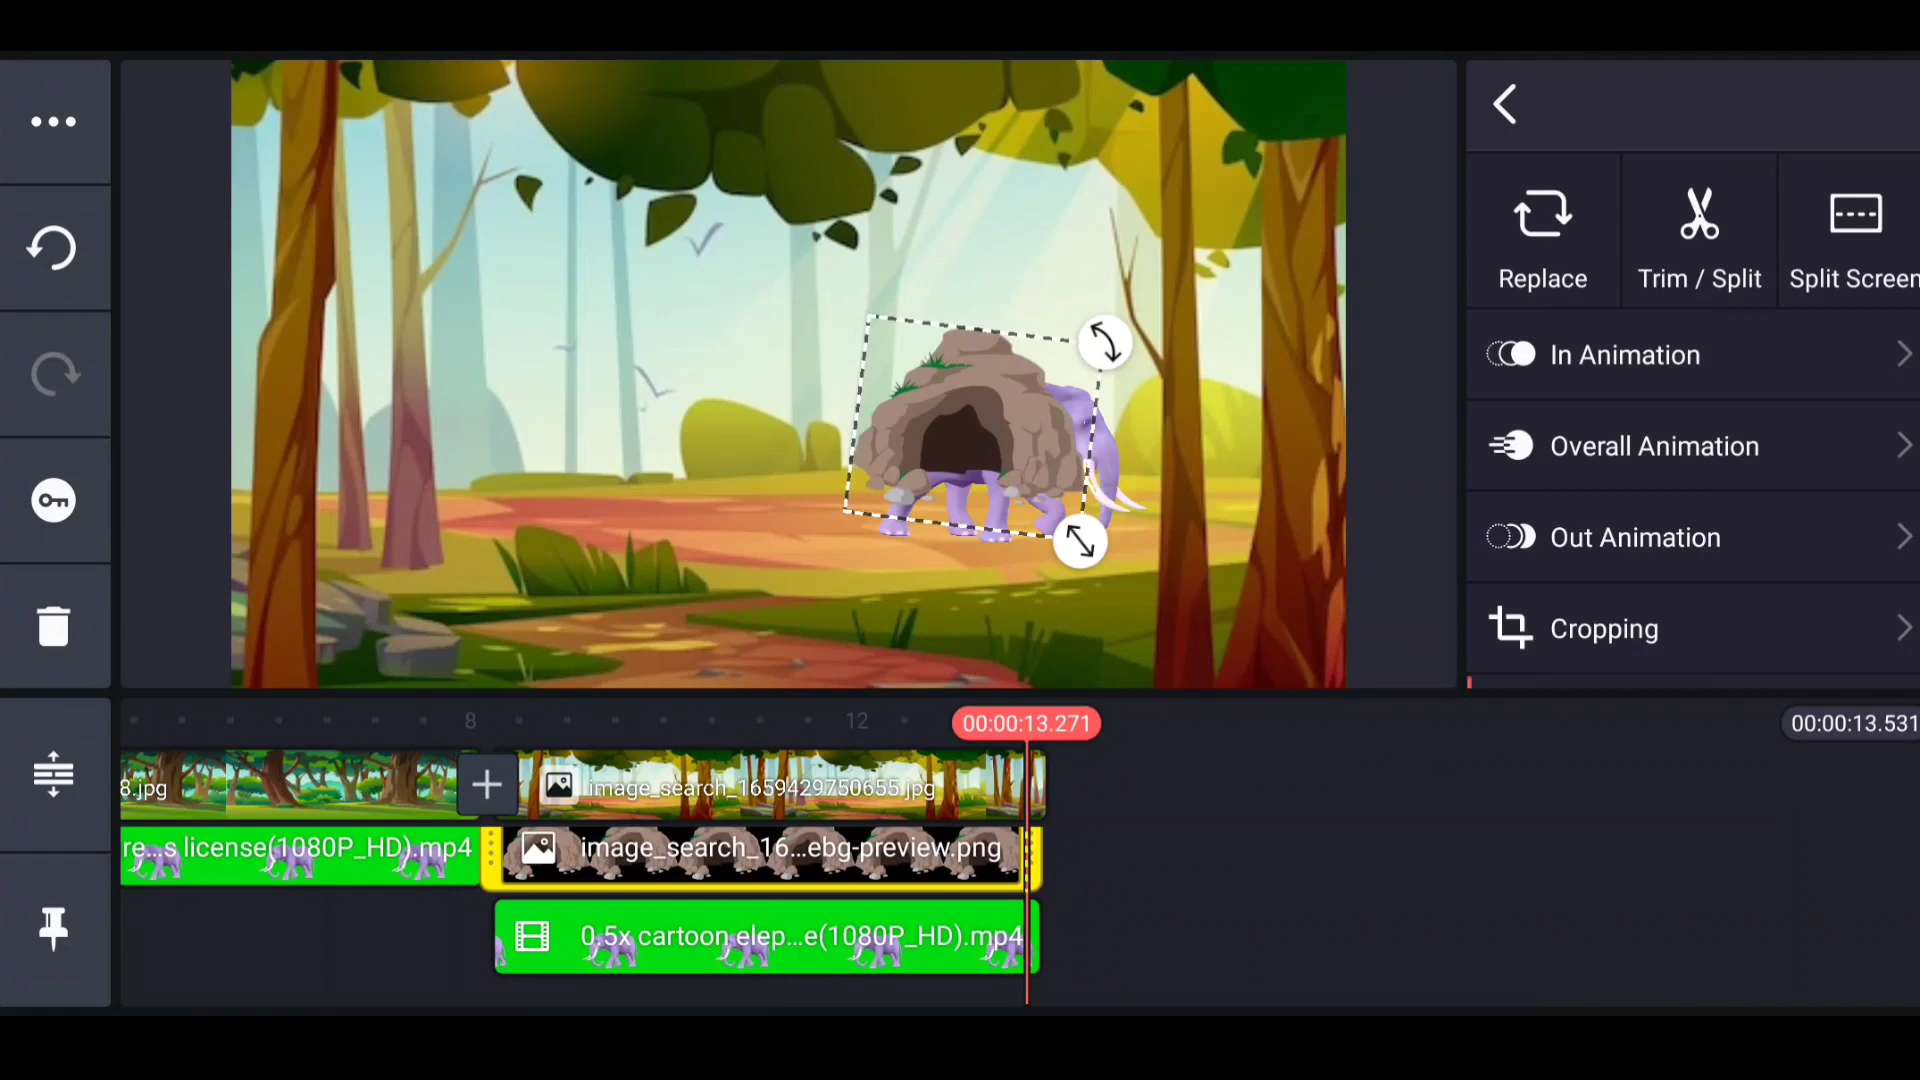 Replace
Trim / Split
Split Screen
In Animation
Overall Animation
Out Animation
Cropping
8
12
00:00:13.271
00:00:13.531
8.jpg
image_search_1659429750655.jpg
re...s license(1080P_HD).mp4
image_search_16...ebg-preview.png
0.5x cartoon elep...e(1080P_HD).mp4